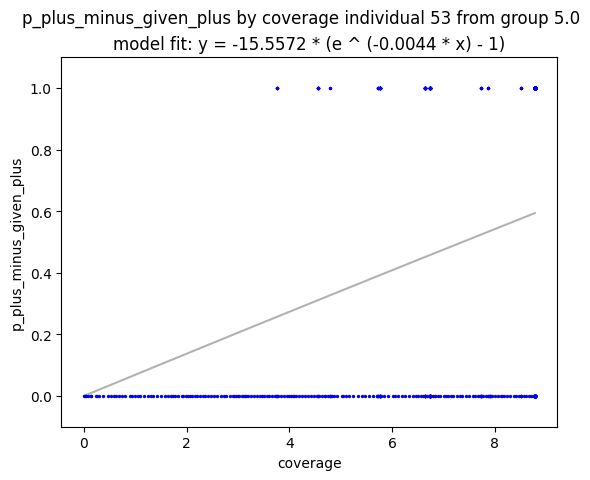 p_plus_minus_given_plus by coverage individual 53 from group 5.0
model fit: y = -15.5572 * (e ^ (-0.0044 * x) - 1)
1.0
0.8
0.6
0.4
0.2
0.0
p_plus_minus_given_plus
0 2 4 6 8
coverage